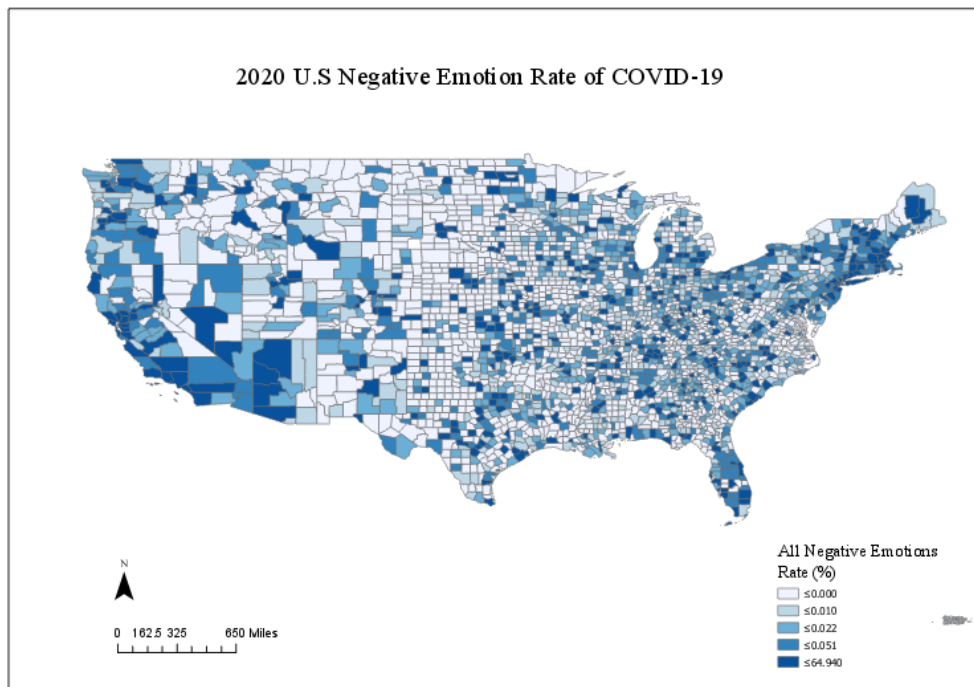 2020 U.S Negative Emotion Rate of COVID-19
All Negative Emotions
Rate (%)
≤0.000
≤0.010
≤0.022
≤0.051
≤64.940
N
0 162.5 325 650 Miles